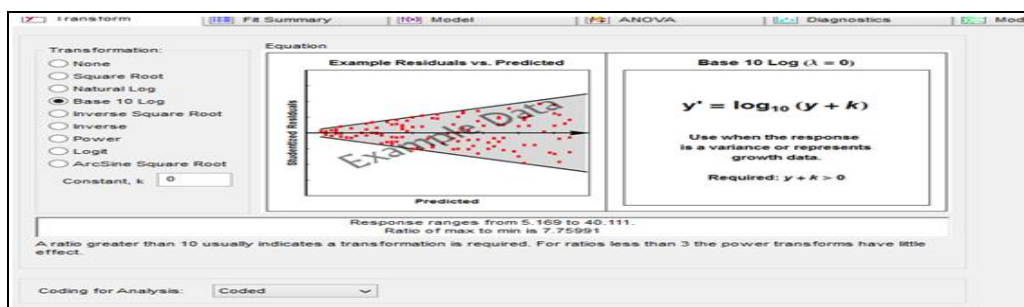 Transform
Fit Summary
f(x) Model
ANOVA
Diagnostics
Mod
Transformation:
None
Square Root
Natural Log
Base 10 Log
Inverse Square Root
Inverse
Power
Logit
ArcSine Square Root
Constant, k 0
Equation
Example Residuals vs. Predicted
Studentized Residuals
Example Data
Predicted
Base 10 Log (λ = 0)
y' = log₁₀ (y + k)
Use when the response
is a variance or represents
growth data.
Required: y + k > 0
Response ranges from 5.169 to 40.111.
Ratio of max to min is 7.75991
A ratio greater than 10 usually indicates a transformation is required. For ratios less than 3 the power transforms have little
effect.
Coding for Analysis: Coded